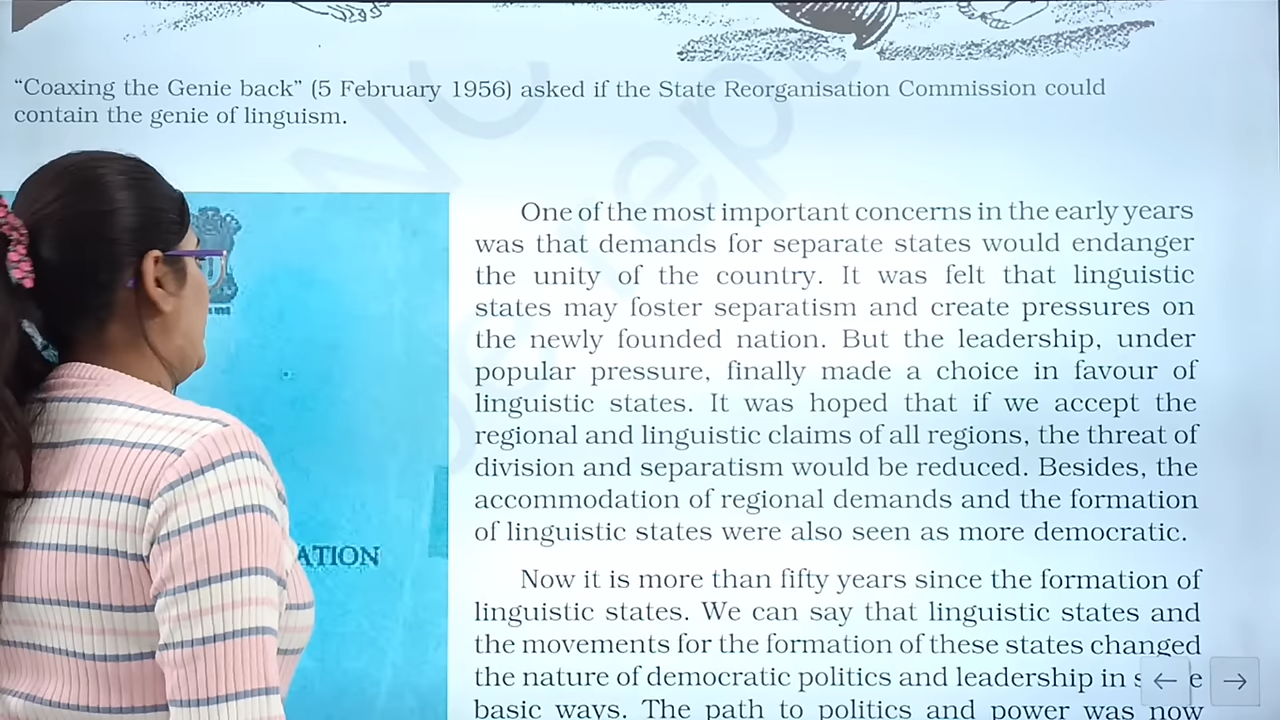 “Coaxing the Genie back” (5 February 1956) asked if the State Reorganisation Commission could
contain the genie of linguism.
ATION
One of the most important concerns in the early years
was that demands for separate states would endanger
the unity of the country. It was felt that linguistic
states may foster separatism and create pressures on
the newly founded nation. But the leadership, under
popular pressure, finally made a choice in favour of
linguistic states. It was hoped that if we accept the
regional and linguistic claims of all regions, the threat of
division and separatism would be reduced. Besides, the
accommodation of regional demands and the formation
of linguistic states were also seen as more democratic.
Now it is more than fifty years since the formation of
linguistic states. We can say that linguistic states and
the movements for the formation of these states changed
the nature of democratic politics and leadership in
basic ways. The path to politics and power was now